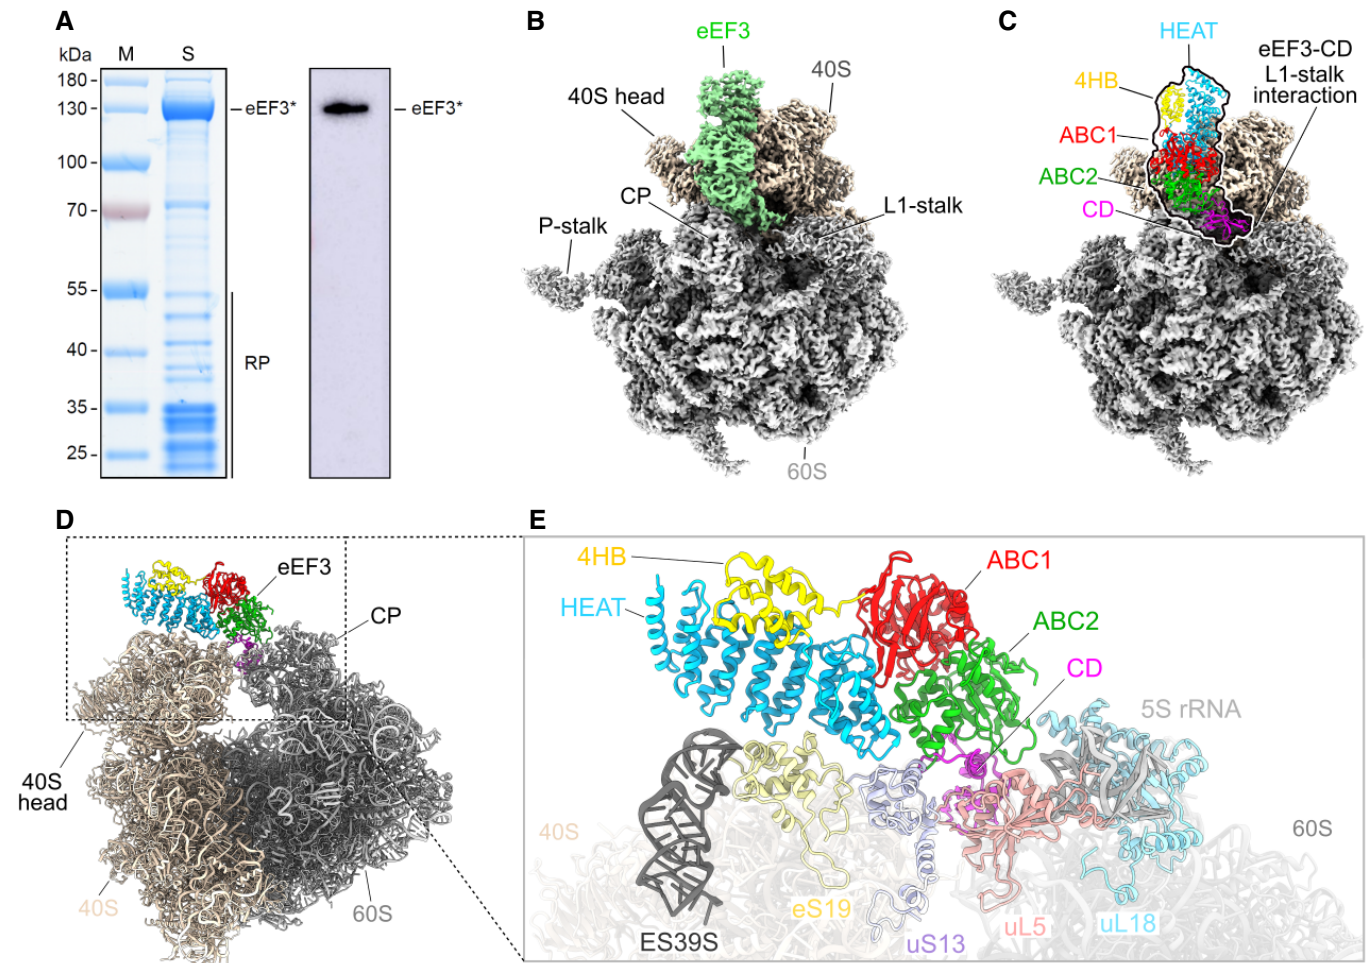 A
kDa
M
S
180
130
100
70
55
40
35
25
eEF3*
RP
eEF3*
B
eEF3
40S
40S head
CP
L1-stalk
P-stalk
60S
C
HEAT
eEF3-CD
L1-stalk
interaction
4HB
ABC1
ABC2
CD
D
eEF3
CP
40S
head
40S
60S
E
4HB
HEAT
ABC1
ABC2
CD
5S rRNA
40S
60S
eS19
ES39S
uS13
uL5
uL18